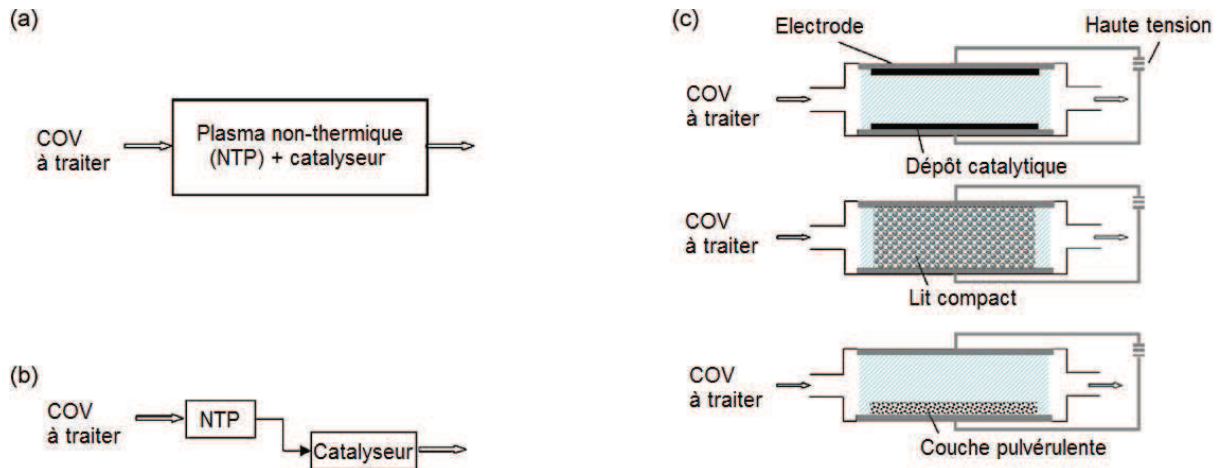 (a)
COV
à traiter
Plasma non-thermique
(NTP) + catalyseur
(b)
COV
à traiter
NTP
Catalyseur
(c)
Electrode
Haute tension
COV
à traiter
Dépôt catalytique
COV
à traiter
Lit compact
COV
à traiter
Couche pulvérulente